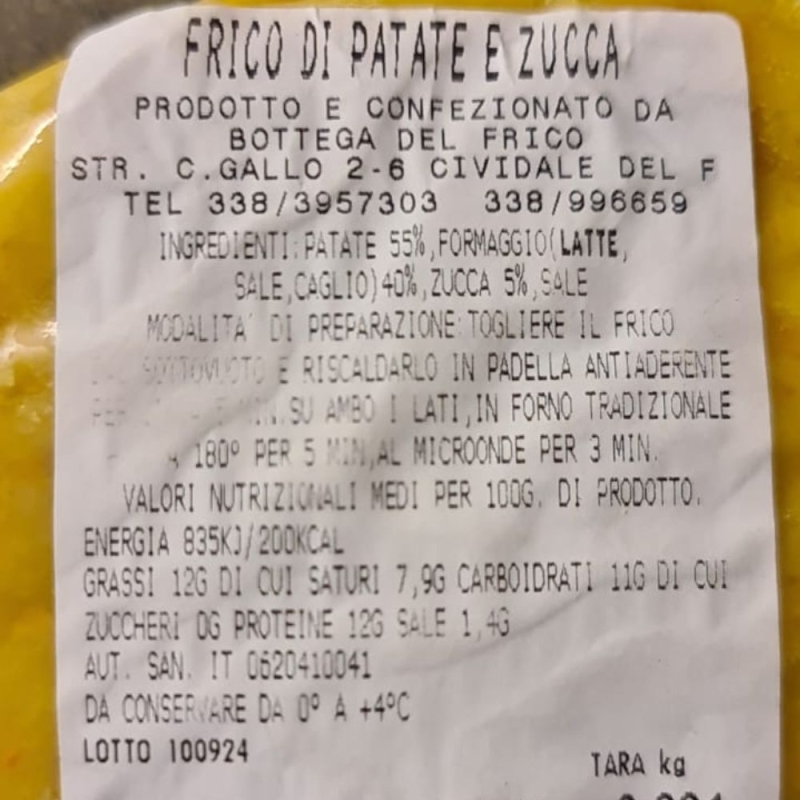 FRICO DI PATATE E ZUCCA
PRODOTTO E CONFEZIONATO DA
BOTTEGA DEL FRICO
STR. C.GALLO 2-6 CIVIDALE DEL F
TEL 338/3957303 338/996659
INGREDIENTI:PATATE 55%,FORMAGGIO(LATTE,
SALE,CAGLIO)40%,ZUCCA 5%,SALE
MODALITA' DI PREPARAZIONE:TOGLIERE IL FRICO
SOTTOVUOTO E RISCALDARLO IN PADELLA ANTIADERENTE
PER MIN.SU AMBO I LATI,IN FORNO TRADIZIONALE
A 180° PER 5 MIN,AL MICROONDE PER 3 MIN.
VALORI NUTRIZIONALI MEDI PER 100G. DI PRODOTTO.
ENERGIA 835KJ/200KCAL
GRASSI 12G DI CUI SATURI 7,9G CARBOIDRATI 11G DI CUI
ZUCCHERI 0G PROTEINE 12G SALE 1,4G
AUT. SAN. IT 0620410041
DA CONSERVARE DA 0° A +4°C
LOTTO 100924
TARA kg